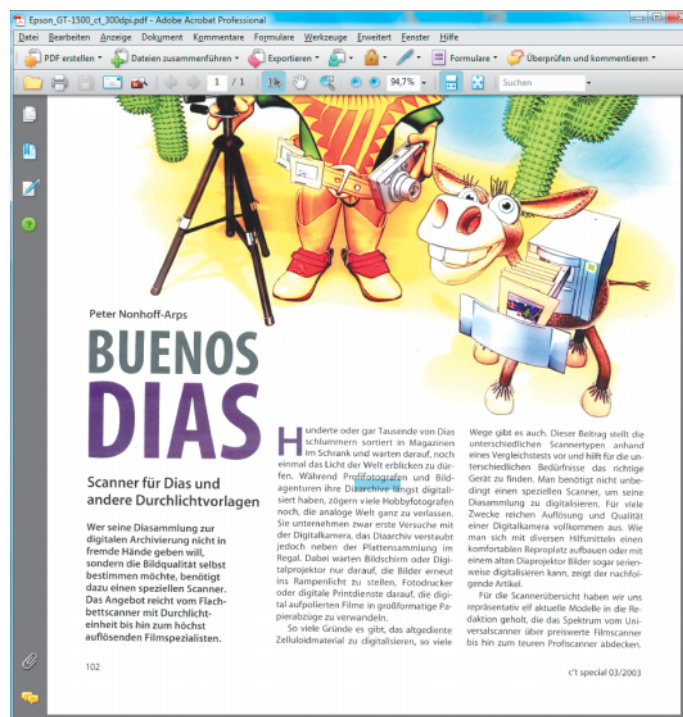 Epson_GT-1500_ct_300dpi.pdf - Adobe Acrobat Professional
Datei Bearbeiten Anzeige Dokument Kommentare Formulare Werkzeuge Erweitert Fenster Hilfe
PDF erstellen Dateien zusammenführen Exportieren Formulare Überprüfen und kommentieren
1 / 1 94,7% Suchen
Peter Nonhoff-Arps
BUENOS
DIAS
Scanner für Dias und
andere Durchlichtvorlagen
Wer seine Diasammlung zur
digitalen Archivierung nicht in
fremde Hände geben will,
sondern die Bildqualität selbst
bestimmen möchte, benötigt
dazu einen speziellen Scanner.
Das Angebot reicht vom Flach-
bettscanner mit Durchlicht-
einheit bis hin zum höchst
auflösenden Filmspezialisten.
Hunderte oder gar Tausende von Dias
schlummern sortiert in Magazinen
im Schrank und warten darauf, noch
einmal das Licht der Welt erblicken zu dür-
fen. Während Profifotografen und Bild-
agenturen ihre Diaarchive längst digitali-
siert haben, zögern viele Hobbyfotografen
noch, die analoge Welt ganz zu verlassen.
Sie unternehmen zwar erste Versuche mit
der Digitalkamera, das Diaarchiv verstaubt
jedoch neben der Plattensammlung im
Regal. Dabei warten Bildschirm oder Digi-
talprojektor nur darauf, die Bilder erneut
ins Rampenlicht zu stellen, Fotodrucker
oder digitale Printdienste darauf, die digi-
tal aufpolierten Filme in großformatige Pa-
pierabzüge zu verwandeln.
So viele Gründe es gibt, das altgediente
Zelluloidmaterial zu digitalisieren, so viele
Wege gibt es auch. Dieser Beitrag stellt die
unterschiedlichen Scannertypen anhand
eines Vergleichstests vor und hilft für die un-
terschiedlichen Bedürfnisse das richtige
Gerät zu finden. Man benötigt nicht unbe-
dingt einen speziellen Scanner, um seine
Diasammlung zu digitalisieren. Für viele
Zwecke reichen Auflösung und Qualität
einer Digitalkamera vollkommen aus. Wie
man sich mit diversen Hilfsmitteln einen
komfortablen Reproplatz aufbauen oder mit
einem alten Diaprojektor Bilder sogar serien-
weise digitalisieren kann, zeigt der nachfol-
gende Artikel.
Für die Scannerübersicht haben wir uns
repräsentativ elf aktuelle Modelle in die Re-
daktion geholt, die das Spektrum vom Uni-
versalscanner über preiswerte Filmscanner
bis hin zum teuren Profiscanner abdecken.
102
c't special 03/2003